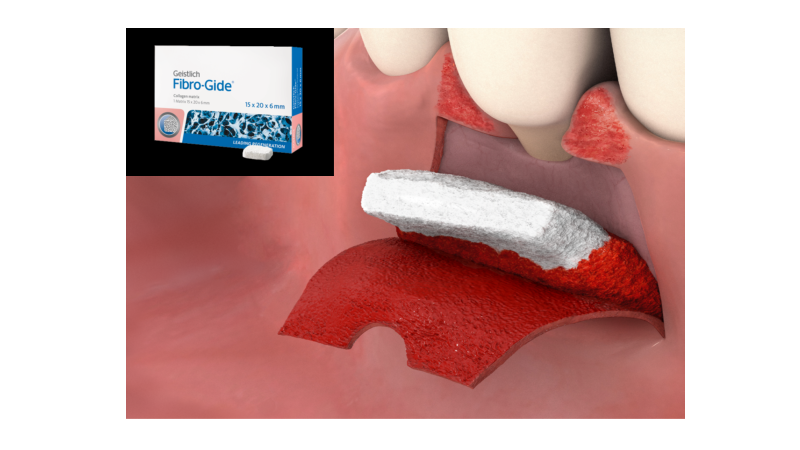 Geistlich
Fibro-Gide®
Collagen matrix
15 x 20 x 6 mm
LEADING REGENERATION